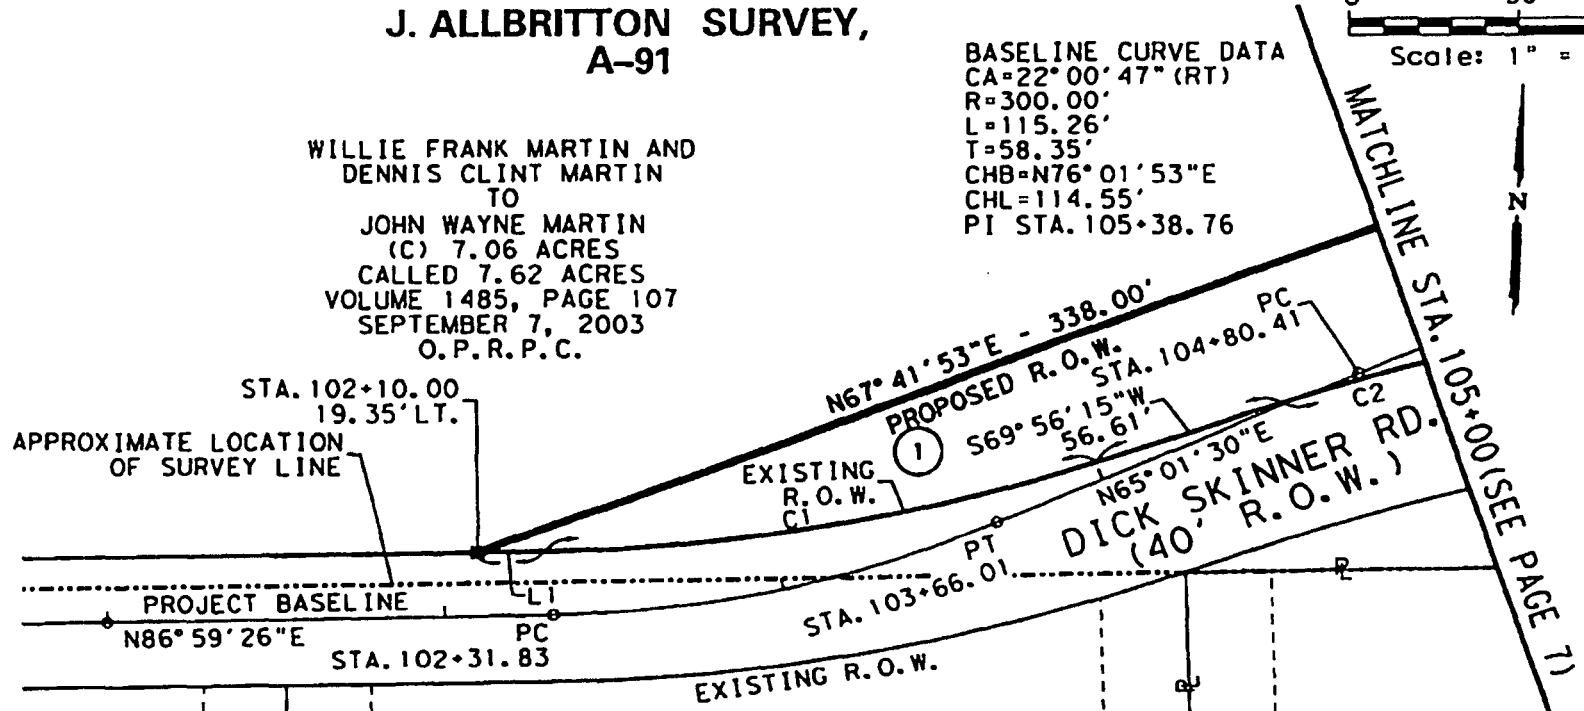 J. ALLBRITTON SURVEY,
A-91
WILLIE FRANK MARTIN AND
DENNIS CLINT MARTIN
TO
JOHN WAYNE MARTIN
(C) 7.06 ACRES
CALLED 7.62 ACRES
VOLUME 1485, PAGE 107
SEPTEMBER 7, 2003
O.P.R.P.C.
BASELINE CURVE DATA
CA=22°00'47"(RT)
R=300.00'
L=115.26'
T=58.35'
CHB=N76°01'53"E
CHL=114.55'
PI STA.105+38.76
Scale: 1" =
N
MATCHLINE STA.105+00(SEE PAGE 7)
STA.102+10.00
19.35'LT.
APPROXIMATE LOCATION
OF SURVEY LINE
N67°41'53"E - 338.00'
PROPOSED R.O.W.
1
PC
STA.104+80.41
S69°56'15"W
56.61'
C2
EXISTING
R.O.W.
C1
N65°01'30"E
DICK SKINNER RD.
(40' R.O.W.)
PT
STA.103+66.01
L1
PROJECT BASELINE
N86°59'26"E
PC
STA.102+31.83
EXISTING R.O.W.
PL
PL